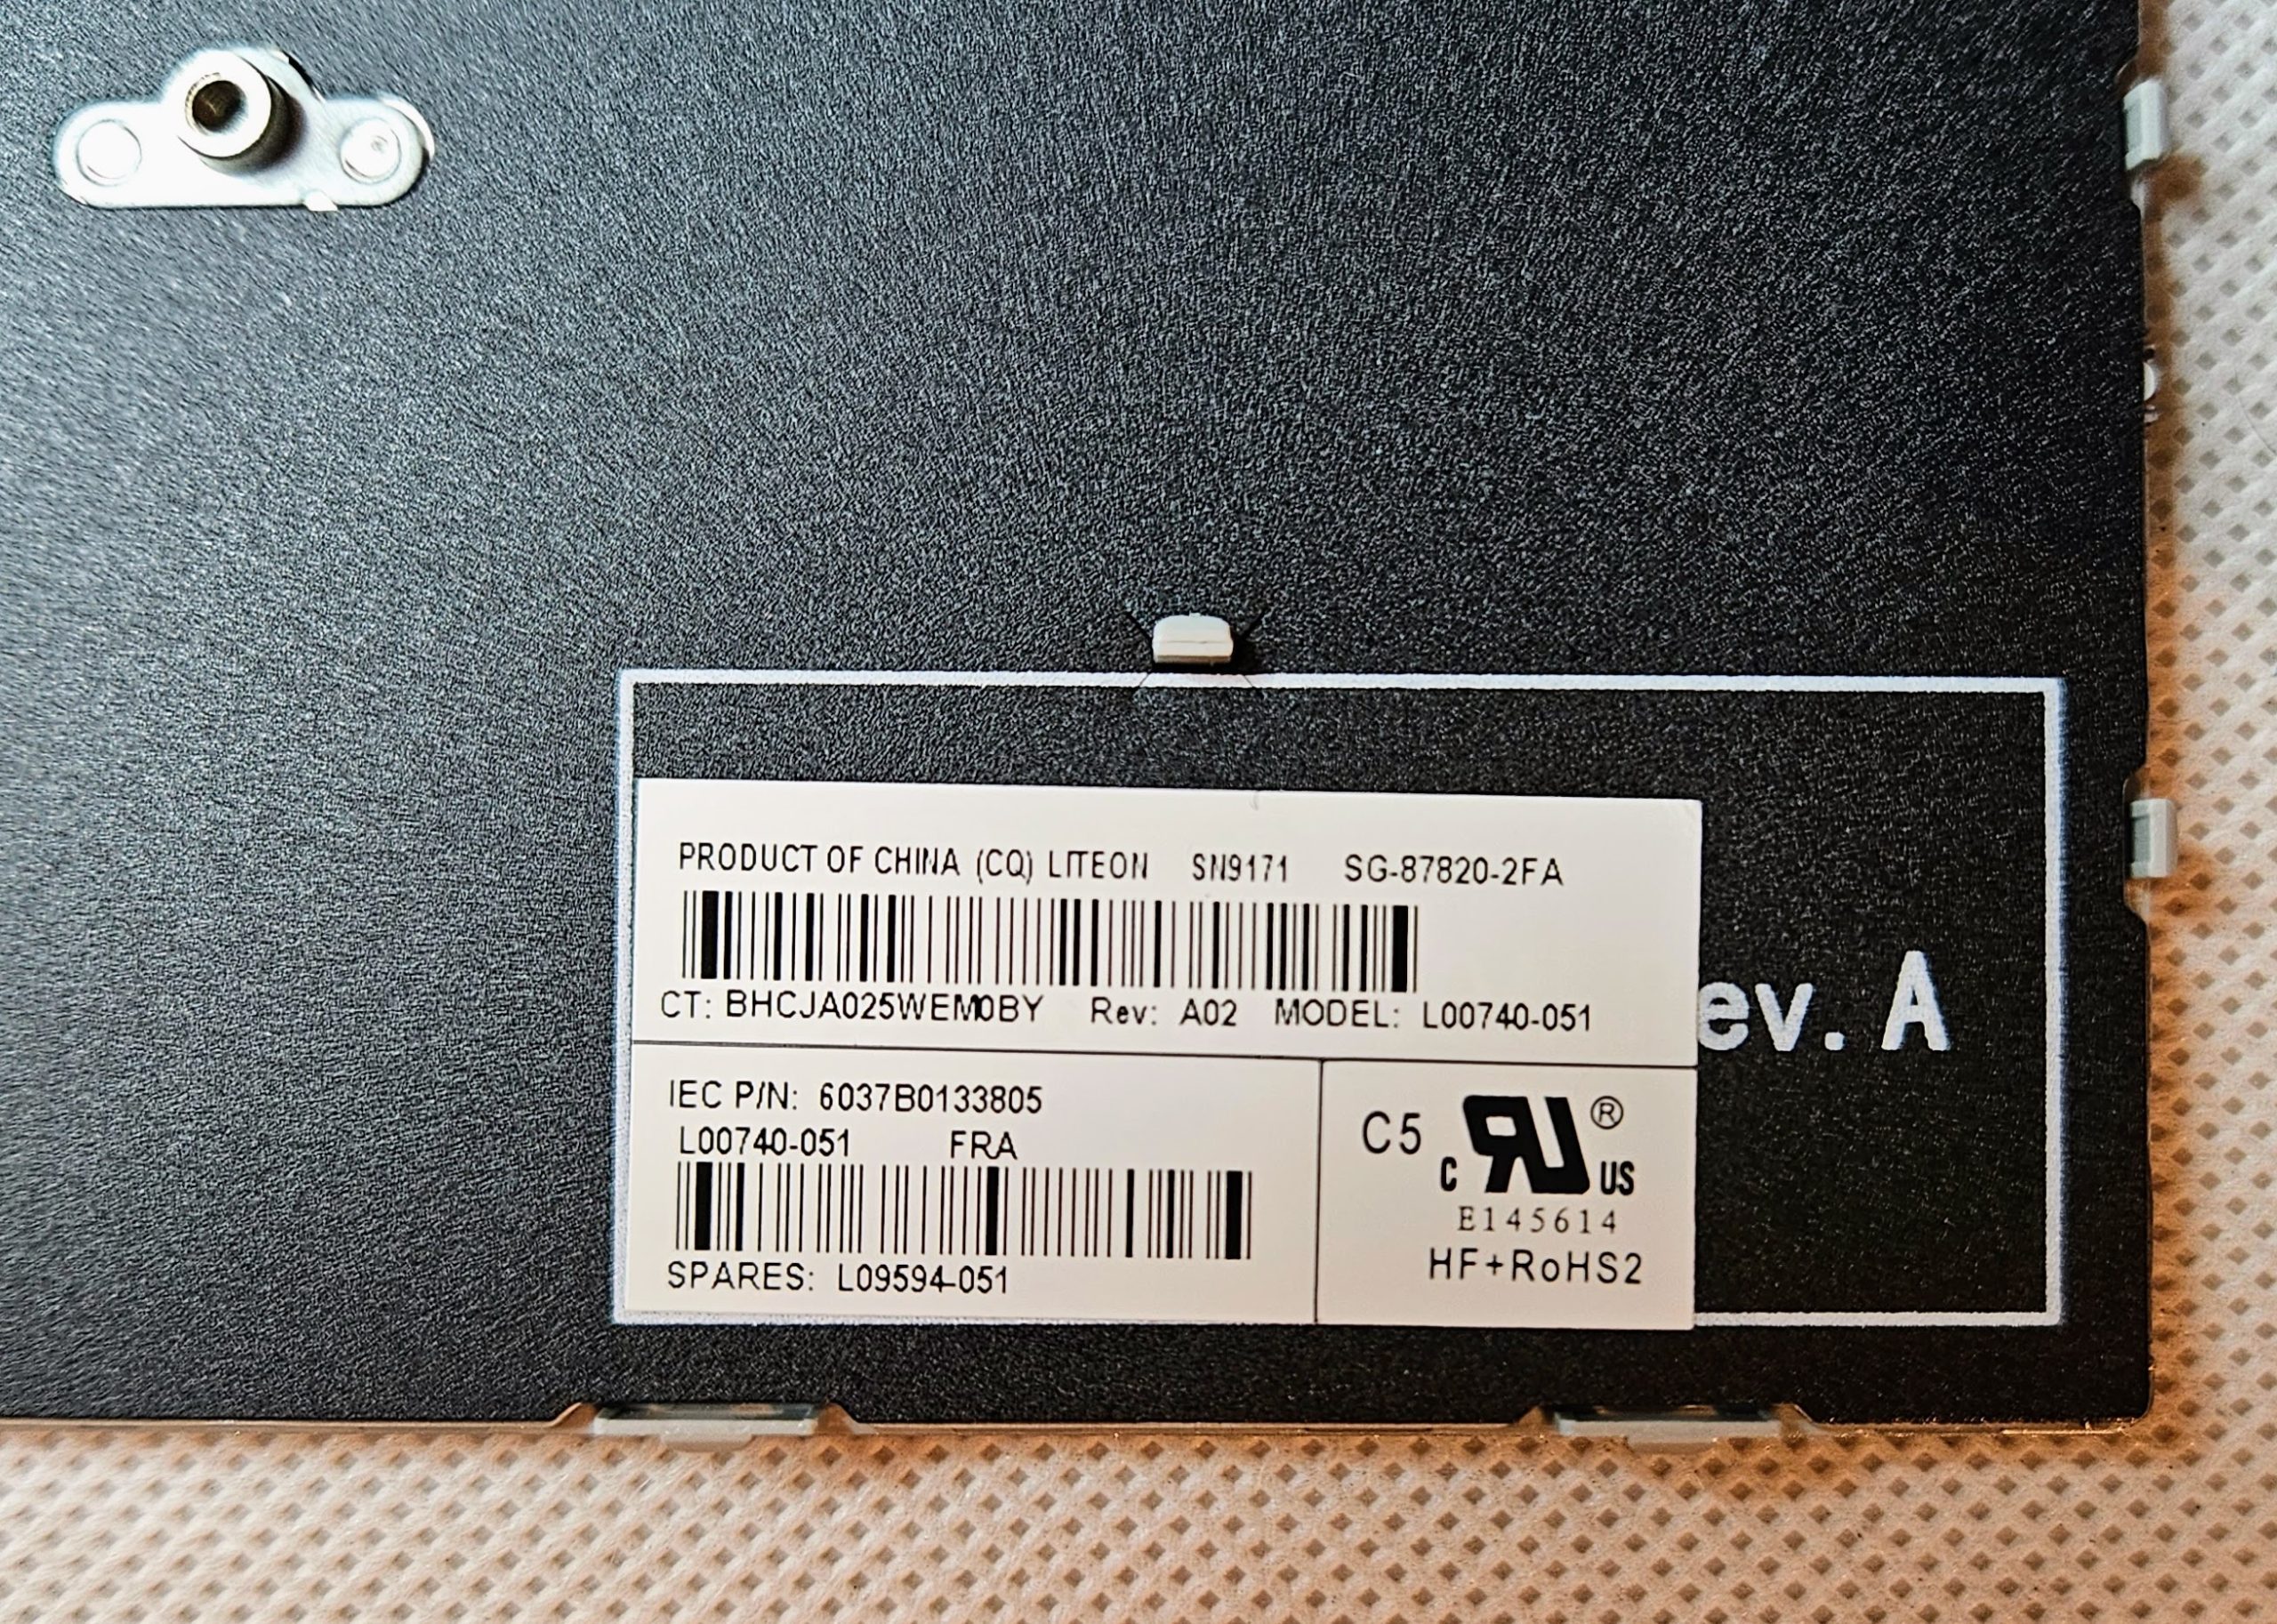 PRODUCT OF CHINA (CQ) LITEON SN9171 SG-87820-2FA
CT: BHCJA025WEM0BY Rev: A02 MODEL: L00740-051
ev. A
IEC P/N: 6037B0133805
L00740-051 FRA
SPARES: L09594-051
C5
C RU ® US
E145614
HF+RoHS2